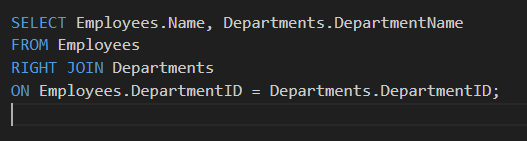 SELECT Employees.Name, Departments.DepartmentName
FROM Employees
RIGHT JOIN Departments
ON Employees.DepartmentID = Departments.DepartmentID;